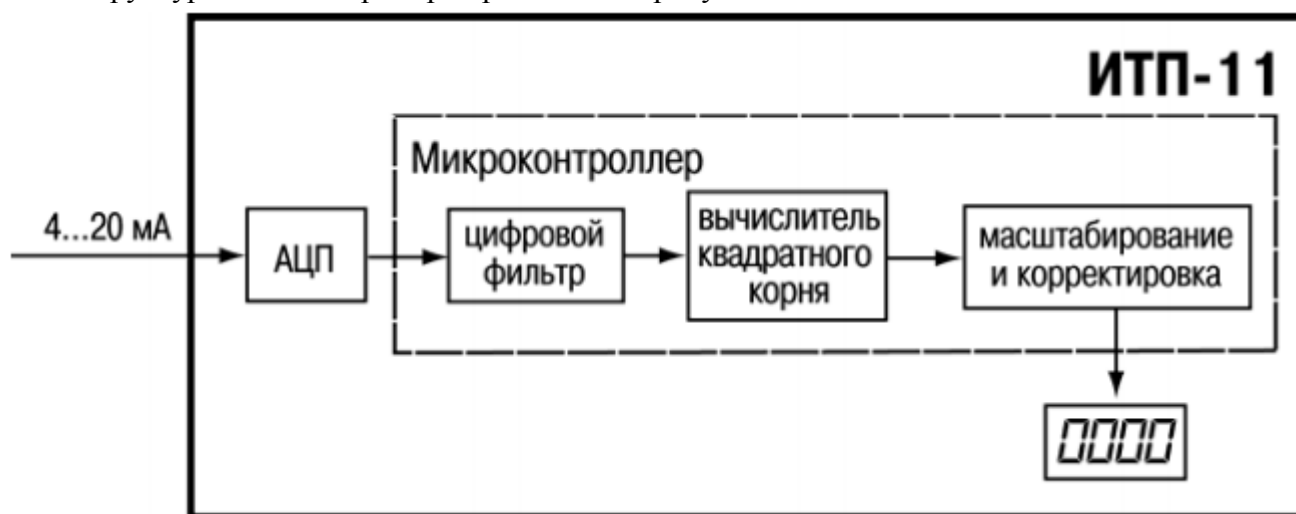 ИТП-11
Микроконтроллер
4...20 мА
АЦП
цифровой
фильтр
вычислитель
квадратного
корня
масштабирование
и корректировка
0000